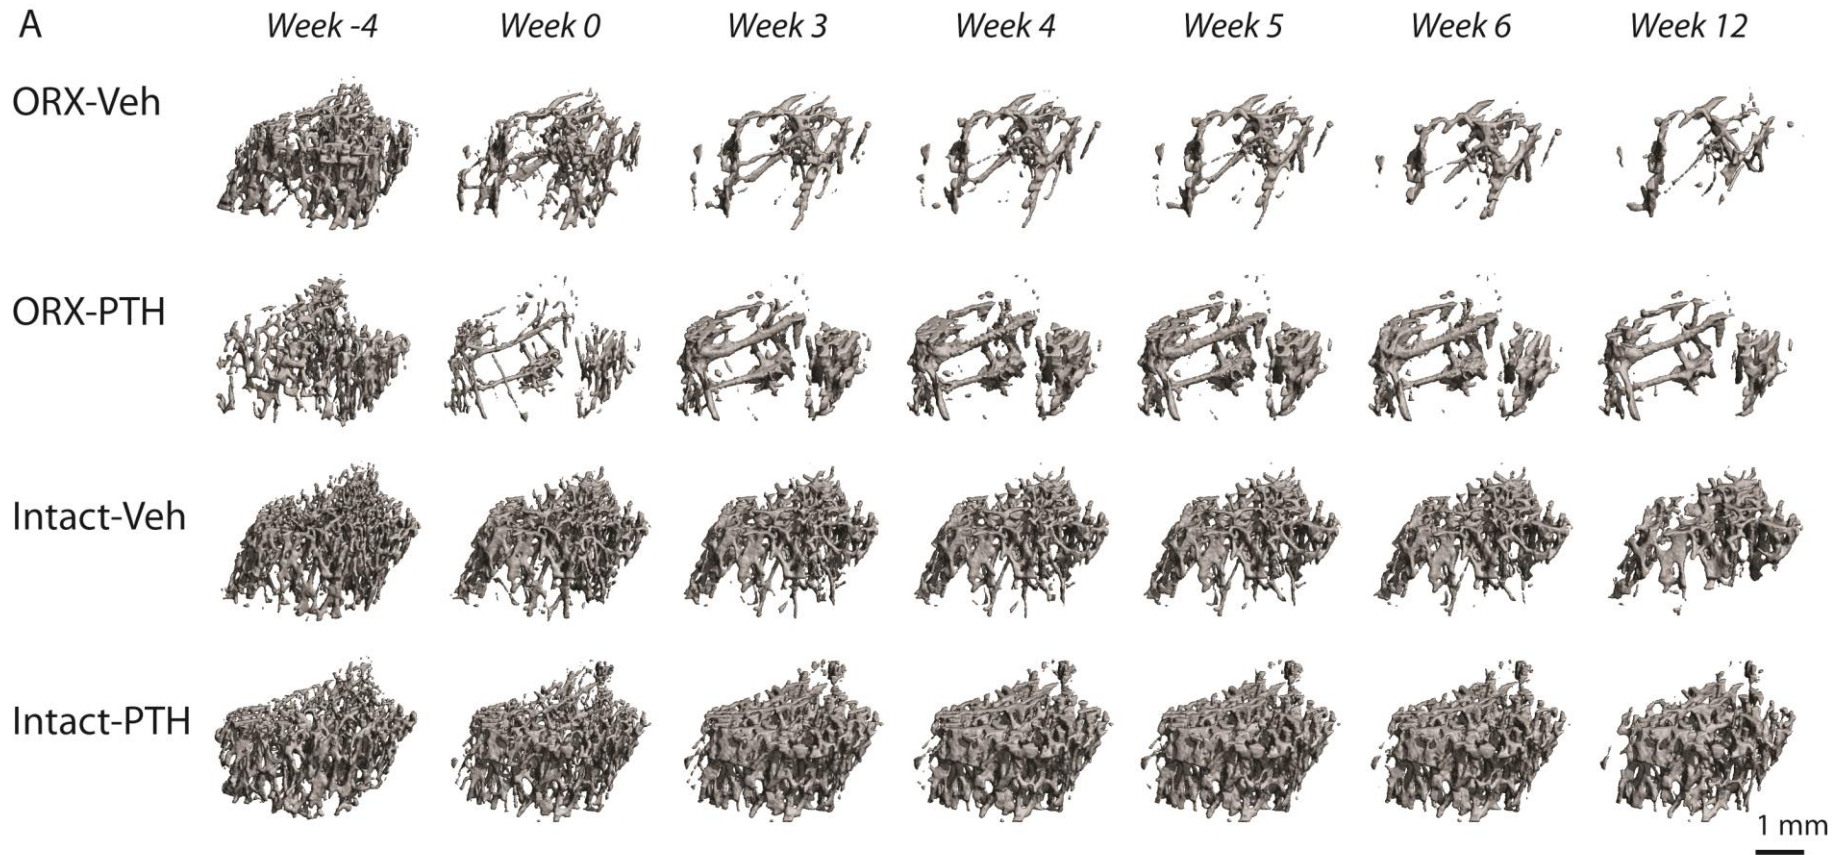 A Week -4 Week 0 Week 3 Week 4 Week 5 Week 6 Week 12
ORX-Veh
ORX-PTH
Intact-Veh
Intact-PTH
1 mm